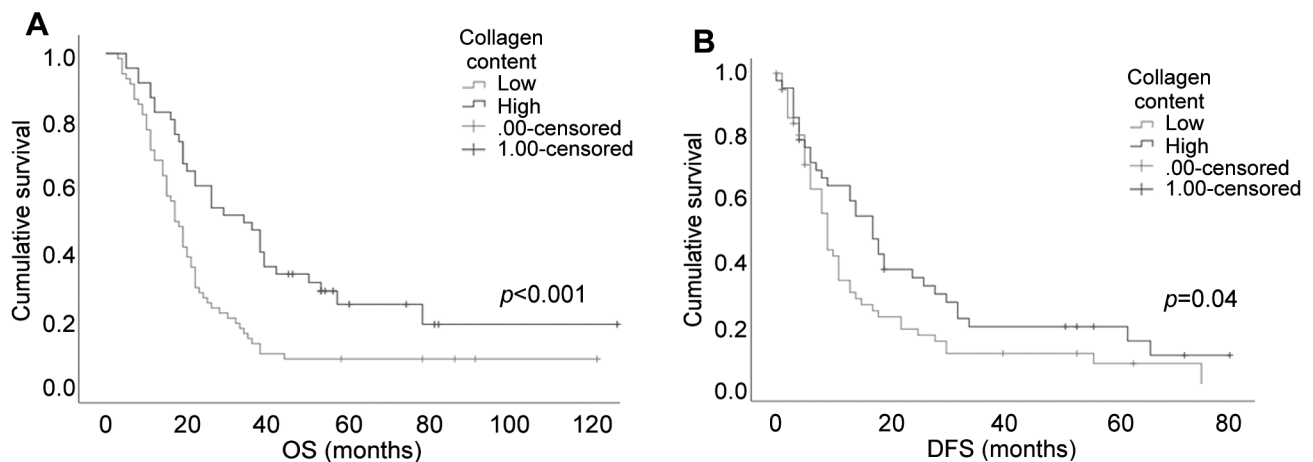 A
Collagen
content
Low
High
.00-censored
1.00-censored
Cumulative survival
1.0
0.8
0.6
0.4
0.2
0.0
p<0.001
0 20 40 60 80 100 120
OS (months)
B
Collagen
content
Low
High
.00-censored
1.00-censored
Cumulative survival
1.0
0.8
0.6
0.4
0.2
0.0
p=0.04
0 20 40 60 80
DFS (months)